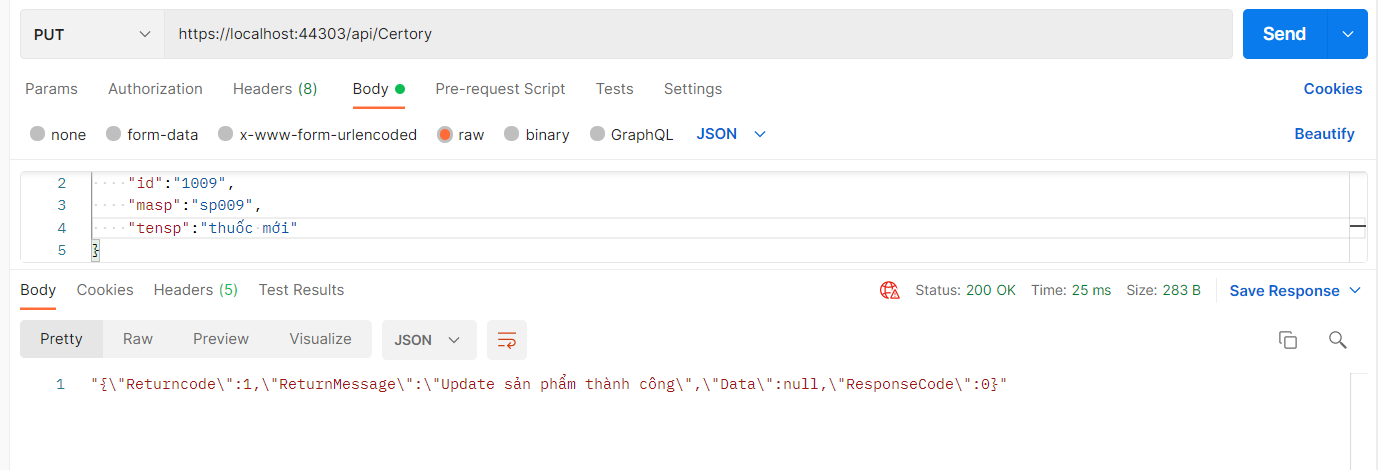 PUT https://localhost:44303/api/Certory Send
Params Authorization Headers (8) Body Pre-request Script Tests Settings Cookies
none form-data x-www-form-urlencoded raw binary GraphQL JSON Beautify
2 "id":"1009",
3 "masp":"sp009",
4 "tensp":"thuốc mới"
5 }
Body Cookies Headers (5) Test Results Status: 200 OK Time: 25 ms Size: 283 B Save Response
Pretty Raw Preview Visualize JSON
1 "{\"Returncode\":1,\"ReturnMessage\":\"Update sản phẩm thành công\",\"Data\":null,\"ResponseCode\":0}"